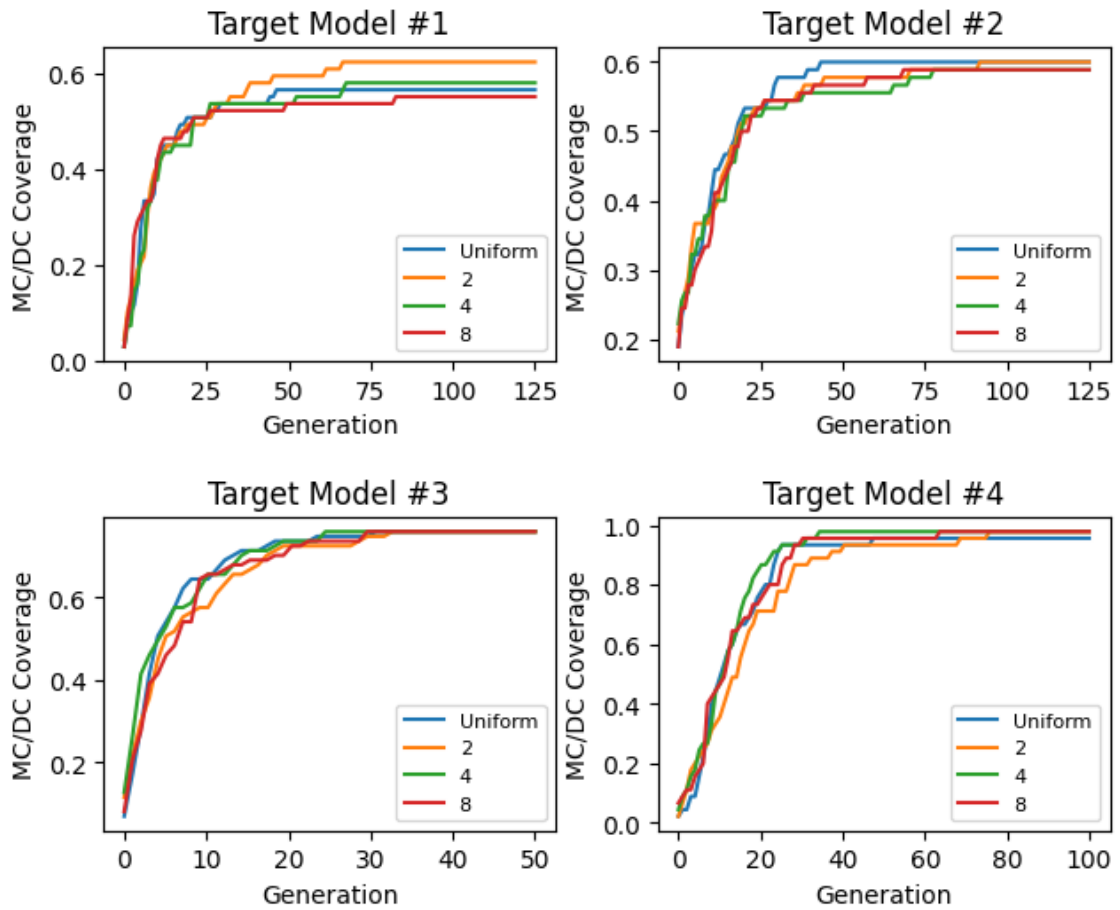 Target Model #1
MC/DC Coverage
0.6
0.4
0.2
0.0
Uniform
2
4
8
0 25 50 75 100 125
Generation
Target Model #2
MC/DC Coverage
0.6
0.5
0.4
0.3
0.2
Uniform
2
4
8
0 25 50 75 100 125
Generation
Target Model #3
MC/DC Coverage
0.6
0.4
0.2
Uniform
2
4
8
0 10 20 30 40 50
Generation
Target Model #4
MC/DC Coverage
1.0
0.8
0.6
0.4
0.2
0.0
Uniform
2
4
8
0 20 40 60 80 100
Generation